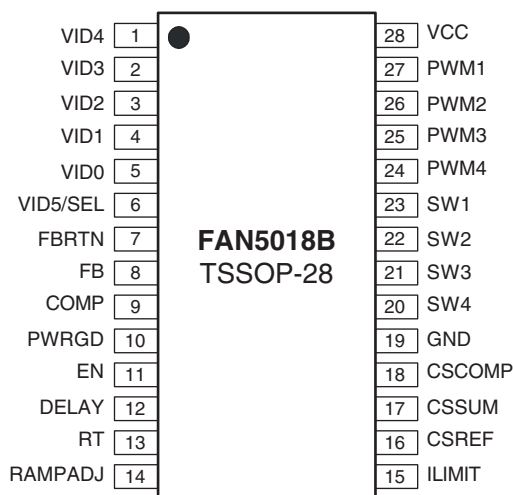 VID4 1
VID3 2
VID2 3
VID1 4
VID0 5
VID5/SEL 6
FBRTN 7
FB 8
COMP 9
PWRGD 10
EN 11
DELAY 12
RT 13
RAMPADJ 14
FAN5018B
TSSOP-28
28 VCC
27 PWM1
26 PWM2
25 PWM3
24 PWM4
23 SW1
22 SW2
21 SW3
20 SW4
19 GND
18 CSCOMP
17 CSSUM
16 CSREF
15 ILIMIT